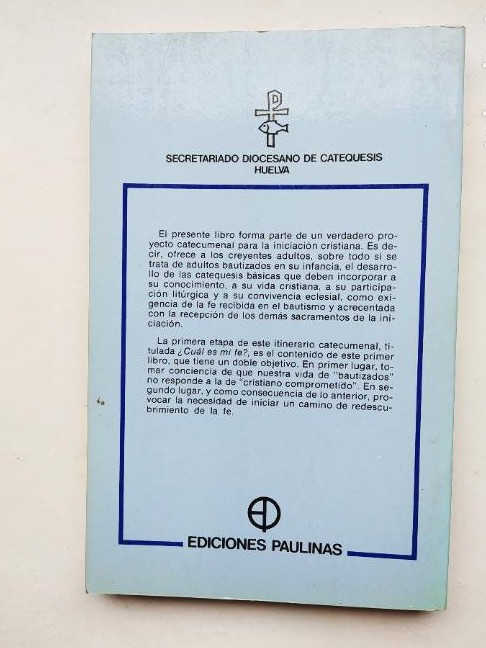 SECRETARIADO DIOCESANO DE CATEQUESIS
HUELVA
El presente libro forma parte de un verdadero pro-
yecto catecumenal para la iniciación cristiana. Es de-
cir, ofrece a los creyentes adultos, sobre todo si se
trata de adultos bautizados en su infancia, el desarro-
llo de las catequesis básicas que deben incorporar a
su conocimiento, a su vida cristiana, a su participa-
ción litúrgica y a su convivencia eclesial, como exi-
gencia de la fe recibida en el bautismo y acrecentada
con la recepción de los demás sacramentos de la ini-
ciación.
La primera etapa de este itinerario catecumenal, ti-
tulada ¿Cuál es mi fe?, es el contenido de este primer
libro, que tiene un doble objetivo. En primer lugar, to-
mar conciencia de que nuestra vida de "bautizados"
no responde a la de "cristiano comprometido". En se-
gundo lugar, y como consecuencia de lo anterior, pro-
vocar la necesidad de iniciar un camino de redescu-
brimiento de la fe.
EDICIONES PAULINAS